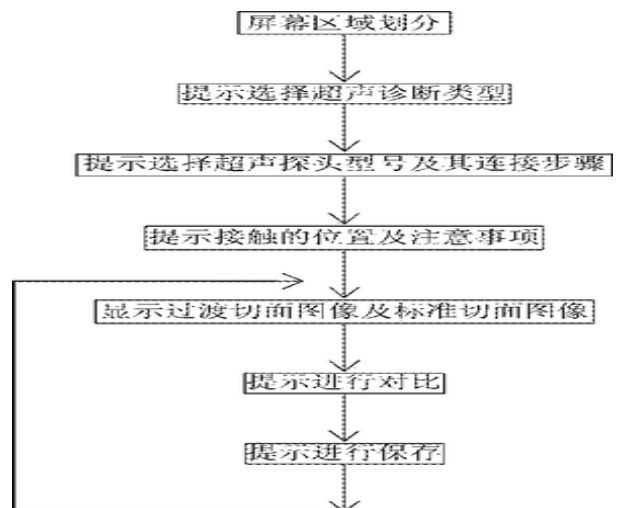 屏幕区域划分
提示选择超声诊断类型
提示选择超声探头型号及其连接步骤
提示接触的位置及注意事项
显示过渡切面图像及标准切面图像
提示进行对比
提示进行保存